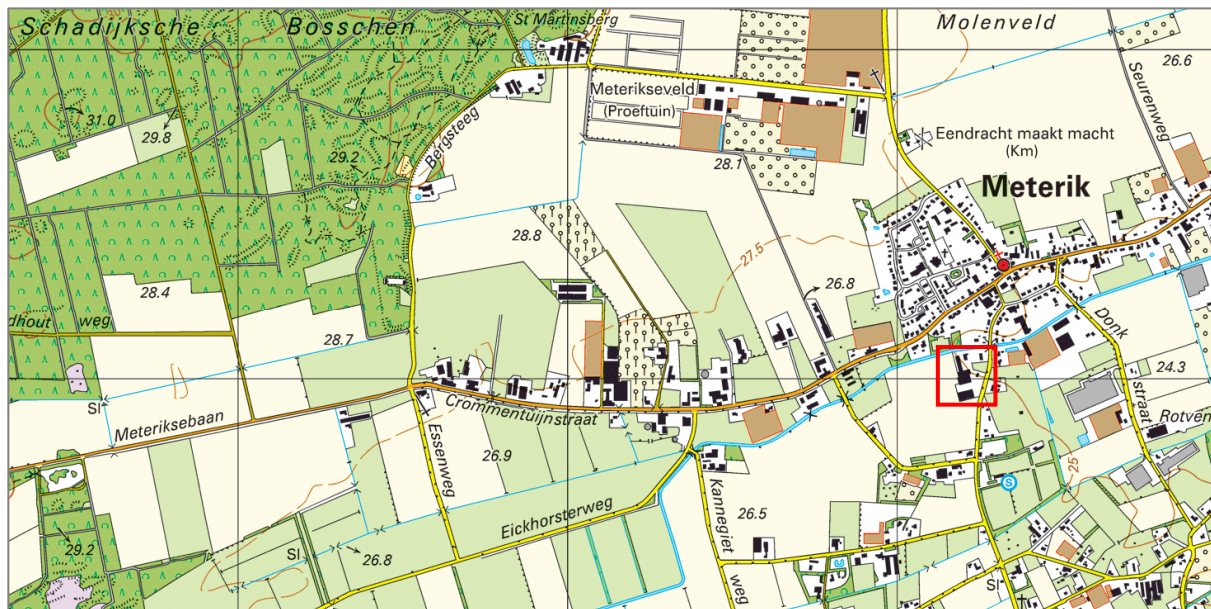 Schadijksche Bosschen
St Martinsberg
Molenveld
26.6
Seurenweg
Meterikseveld
(Proeftuin)
31.0
29.8
29.2
Bergsteeg
28.1
Eendracht maakt macht
(Km)
Meterik
28.8
27.5
26.8
28.4
dhout weg
28.7
Donk
straat
24.3
Sl
Meteriksebaan
Crommentuijnstraat
Rotven
Essenweg
26.9
25
S
Kannegiet
weg
26.5
Eickhorsterweg
29.2
Sl
26.8
Sl